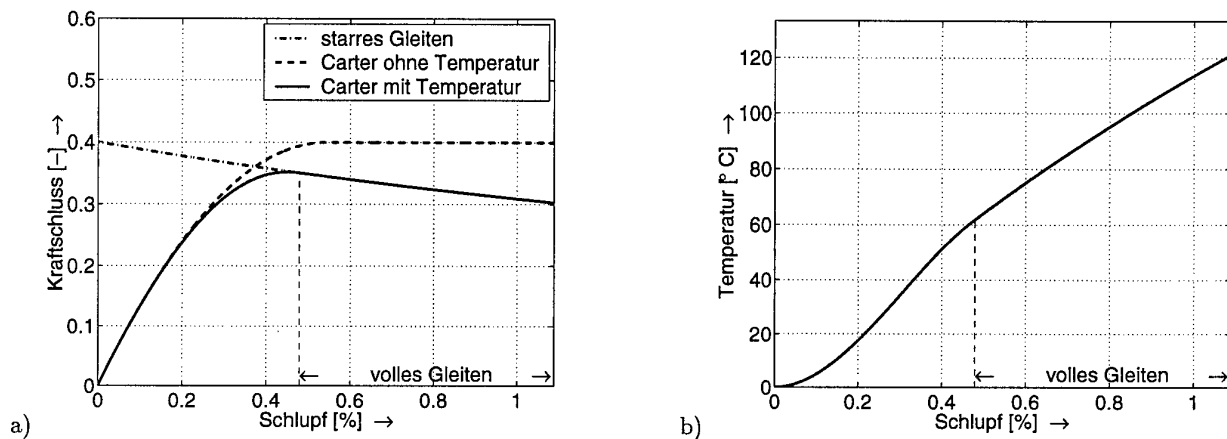 0.6
0.5
0.4
0.3
0.2
0.1
0
Kraftschluss [−] →
starres Gleiten
Carter ohne Temperatur
Carter mit Temperatur
← volles Gleiten →
0 0.2 0.4 0.6 0.8 1
Schlupf [%] →
a)
120
100
80
60
40
20
0
Temperatur [° C] →
← volles Gleiten →
0 0.2 0.4 0.6 0.8 1
Schlupf [%] →
b)